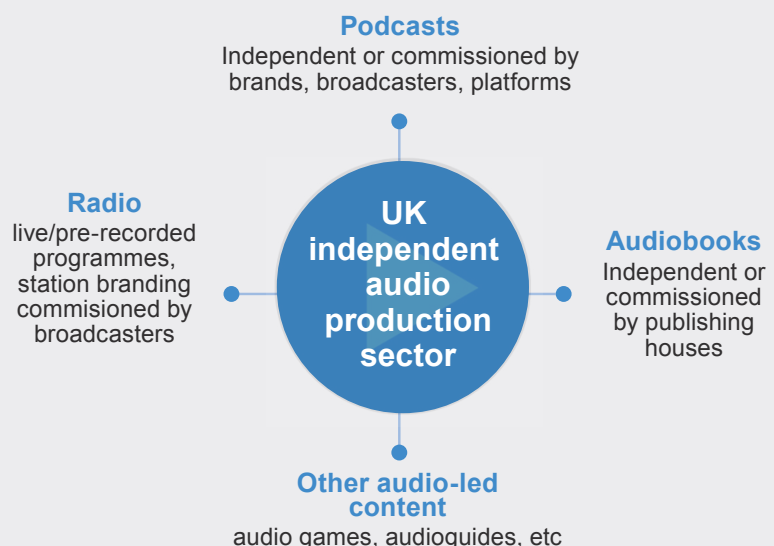 Podcasts
Independent or commissioned by
brands, broadcasters, platforms
Radio
live/pre-recorded
programmes,
station branding
commisioned by
broadcasters
UK
independent
audio
production
sector
Audiobooks
Independent or
commissioned
by publishing
houses
Other audio-led
content
audio games, audioguides, etc